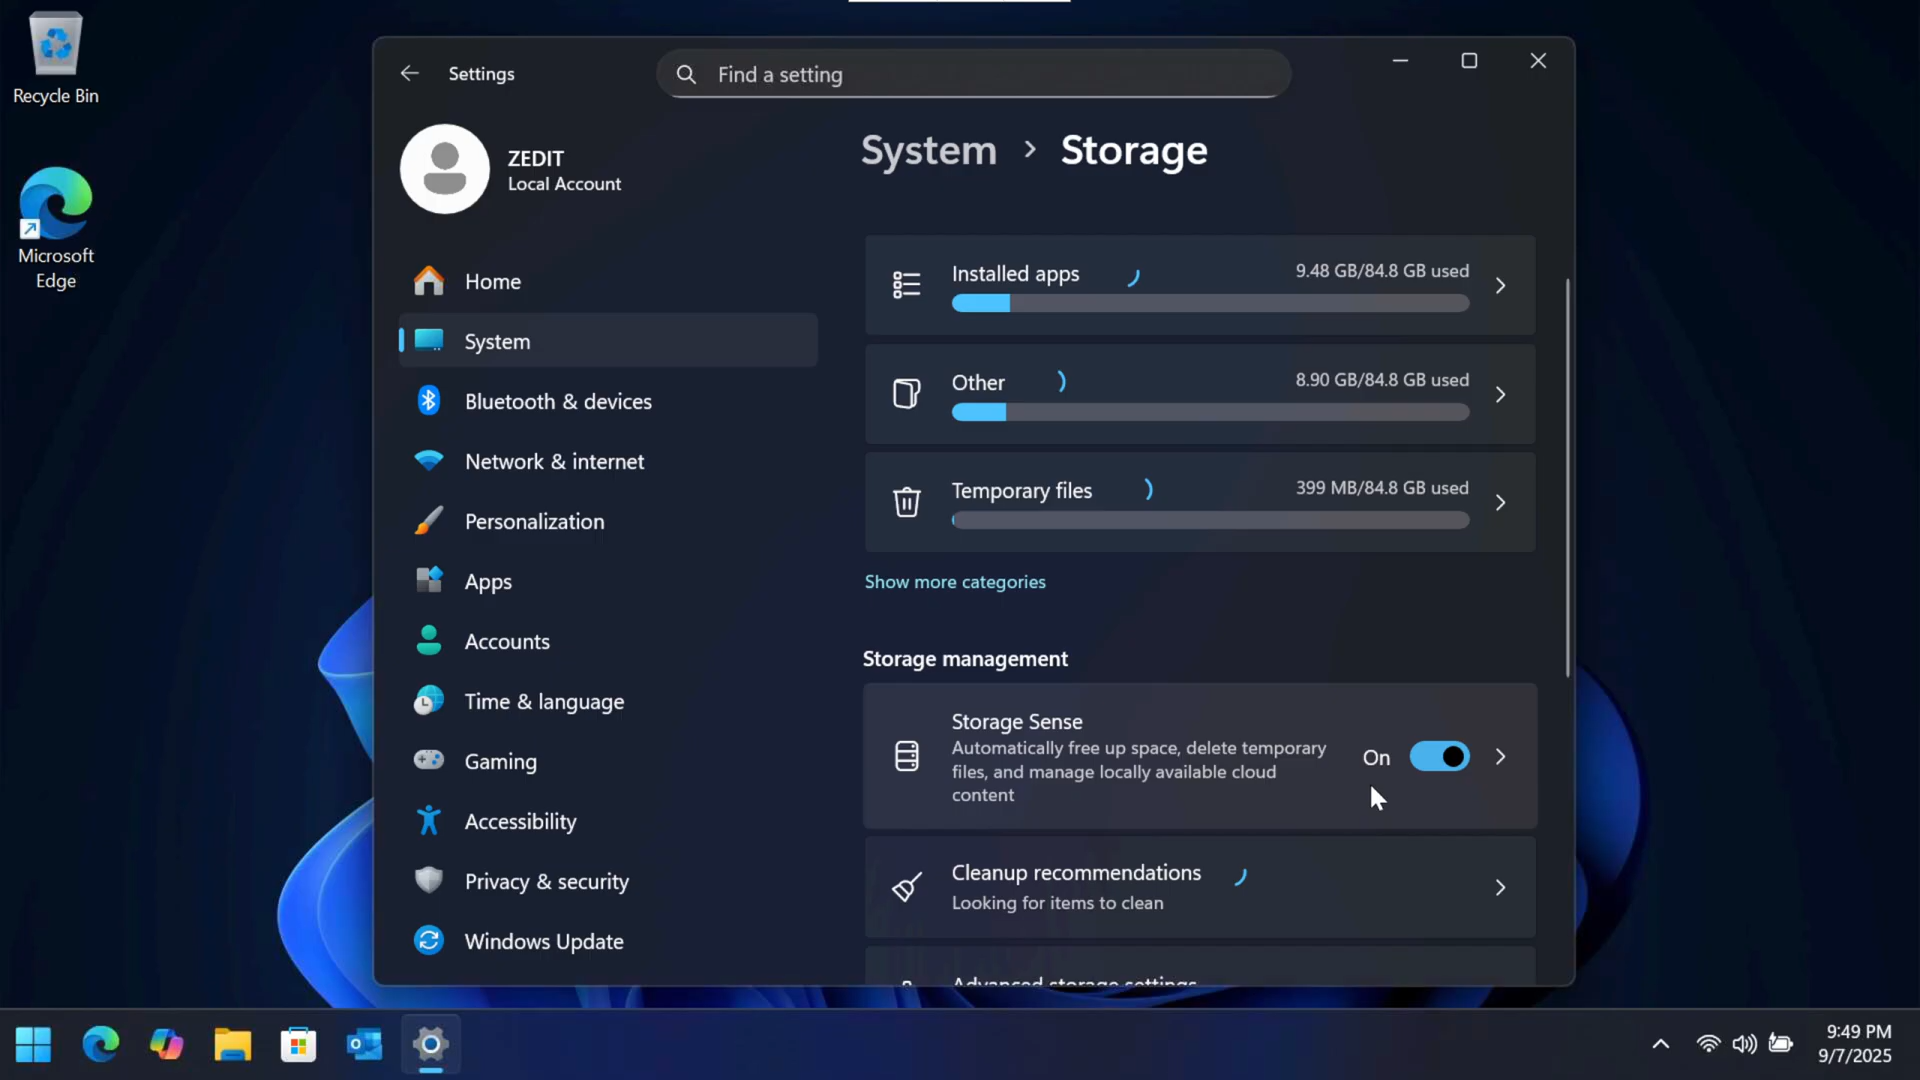 Recycle Bin
Microsoft
Edge
Settings
Find a setting
ZEDIT
Local Account
Home
System
Bluetooth & devices
Network & internet
Personalization
Apps
Accounts
Time & language
Gaming
Accessibility
Privacy & security
Windows Update
System > Storage
Installed apps
9.48 GB/84.8 GB used
Other
8.90 GB/84.8 GB used
Temporary files
399 MB/84.8 GB used
Show more categories
Storage management
Storage Sense
Automatically free up space, delete temporary
files, and manage locally available cloud
content
On
Cleanup recommendations
Looking for items to clean
Advanced storage settings
9:49 PM
9/7/2025